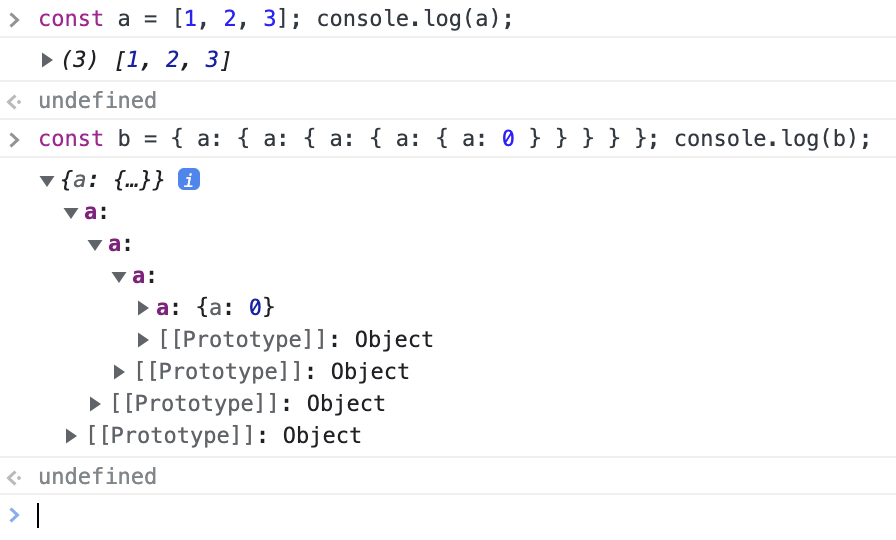 > const a = [1, 2, 3]; console.log(a);
▶ (3) [1, 2, 3]
undefined
> const b = { a: { a: { a: { a: { a: 0 } } } } }; console.log(b);
▼ {a: {…}} i
▼ a:
▼ a:
▼ a:
▶ a: {a: 0}
▶ [[Prototype]]: Object
▶ [[Prototype]]: Object
▶ [[Prototype]]: Object
▶ [[Prototype]]: Object
undefined
>